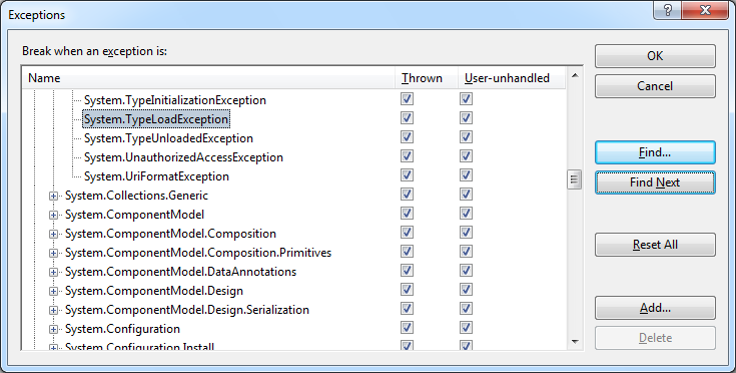 Exceptions
Break when an exception is:
Name Thrown User-unhandled
System.TypeInitializationException
System.TypeLoadException
System.TypeUnloadedException
System.UnauthorizedAccessException
System.UriFormatException
System.Collections.Generic
System.ComponentModel
System.ComponentModel.Composition
System.ComponentModel.Composition.Primitives
System.ComponentModel.DataAnnotations
System.ComponentModel.Design
System.ComponentModel.Design.Serialization
System.Configuration
System.Configuration.Install
OK
Cancel
Find...
Find Next
Reset All
Add...
Delete